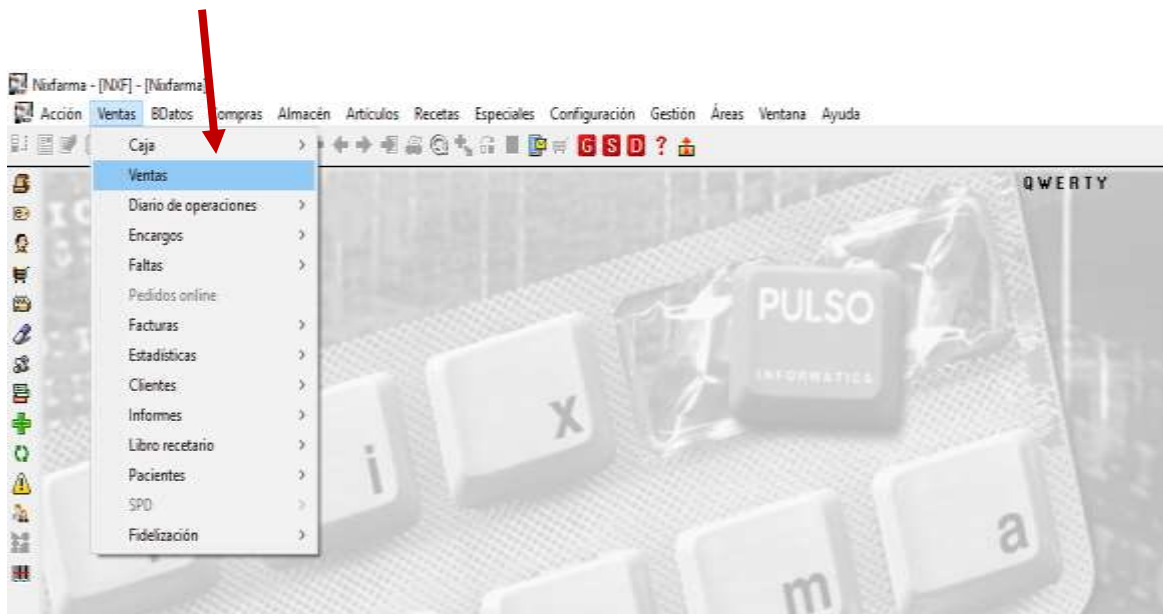 Nixfarma - [NXF] - [Nixfarma]
Acción Ventas BDatos Compras Almacén Artículos Recetas Especiales Configuración Gestión Áreas Ventana Ayuda
G S D ?
Caja
Ventas
QWERTY
Diario de operaciones
Encargos
Faltas
Pedidos online
Facturas
Estadísticas
Clientes
Informes
Libro recetario
Pacientes
SPD
Fidelización
PULSO
INFORMATICA
i
x
m
a